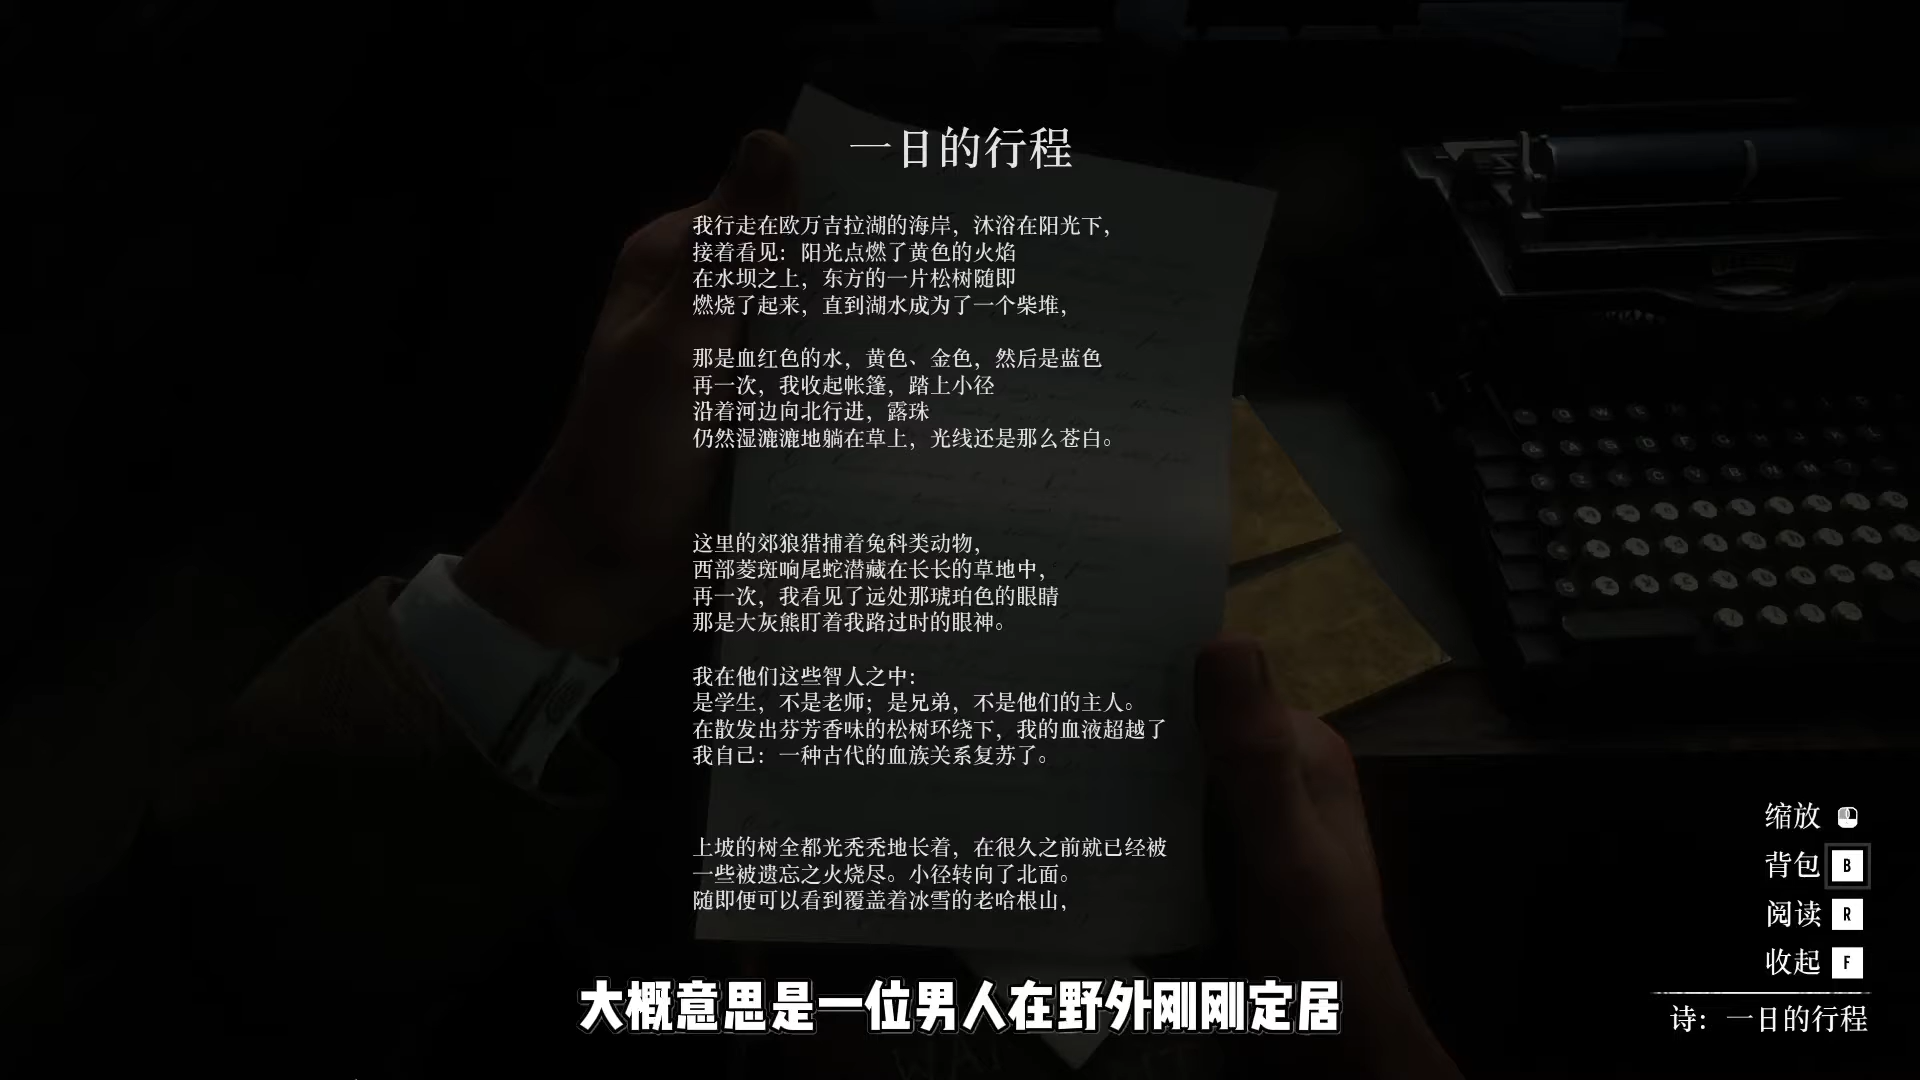 一日的行程
我行走在欧万吉拉湖的海岸，沐浴在阳光下，
接着看见：阳光点燃了黄色的火焰
在水坝之上，东方的一片松树随即
燃烧了起来，直到湖水成为了一个柴堆，
那是血红色的水，黄色、金色，然后是蓝色
再一次，我收起帐篷，踏上小径
沿着河边向北行进，露珠
仍然湿漉漉地躺在草上，光线还是那么苍白。
这里的郊狼猎捕着兔科类动物，
西部菱斑响尾蛇潜藏在长长的草地中，
再一次，我看见了远处那琥珀色的眼睛
那是大灰熊盯着我路过时的眼神。
我在他们这些智人之中：
是学生，不是老师；是兄弟，不是他们的主人。
在散发出芬芳香味的松树环绕下，我的血液超越了
我自己：一种古代的血族关系复苏了。
上坡的树全都光秃秃地长着，在很久之前就已经被
一些被遗忘之火烧尽。小径转向了北面。
随即便可以看到覆盖着冰雪的老哈根山，
缩放
背包 B
阅读 R
收起 F
诗：一日的行程
大概意思是一位男人在野外刚刚定居